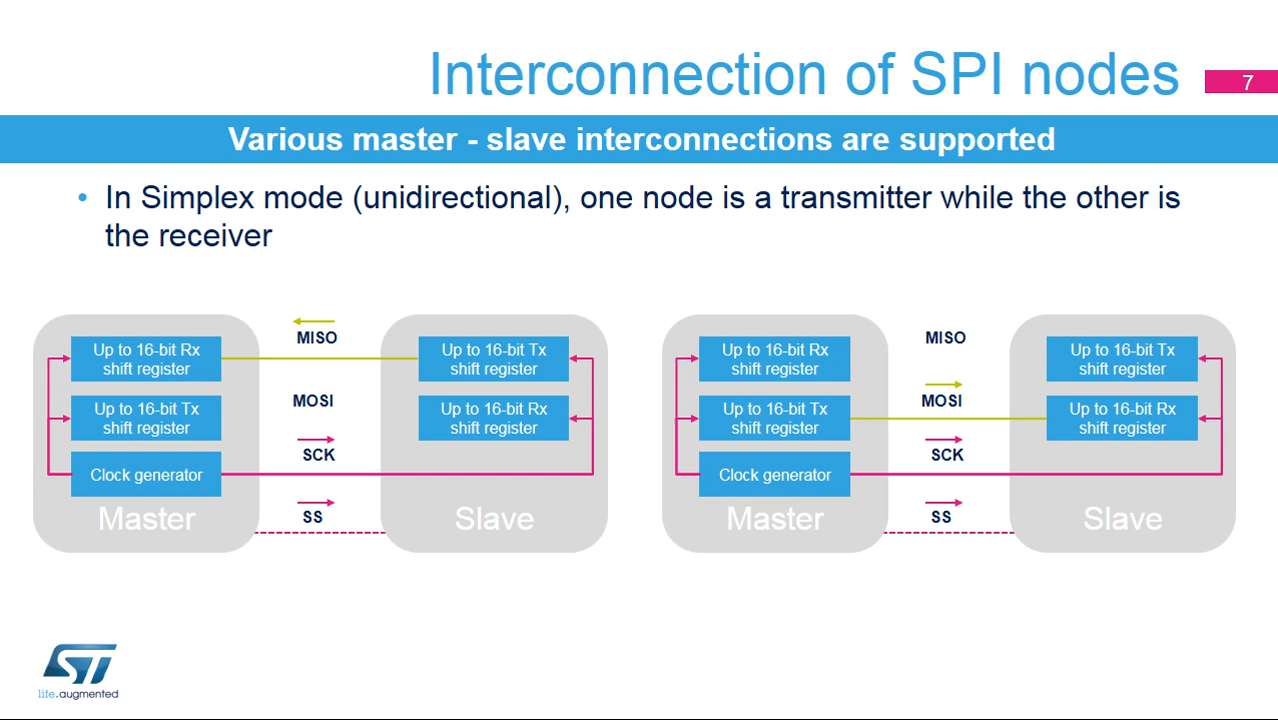 Interconnection of SPI nodes
7
Various master - slave interconnections are supported
• In Simplex mode (unidirectional), one node is a transmitter while the other is
the receiver
MISO
Up to 16-bit Rx
shift register
Up to 16-bit Tx
shift register
MOSI
Up to 16-bit Tx
shift register
Up to 16-bit Rx
shift register
SCK
Clock generator
SS
Master
Slave
MISO
Up to 16-bit Rx
shift register
Up to 16-bit Tx
shift register
MOSI
Up to 16-bit Tx
shift register
Up to 16-bit Rx
shift register
SCK
Clock generator
SS
Master
Slave
ST
life.augmented